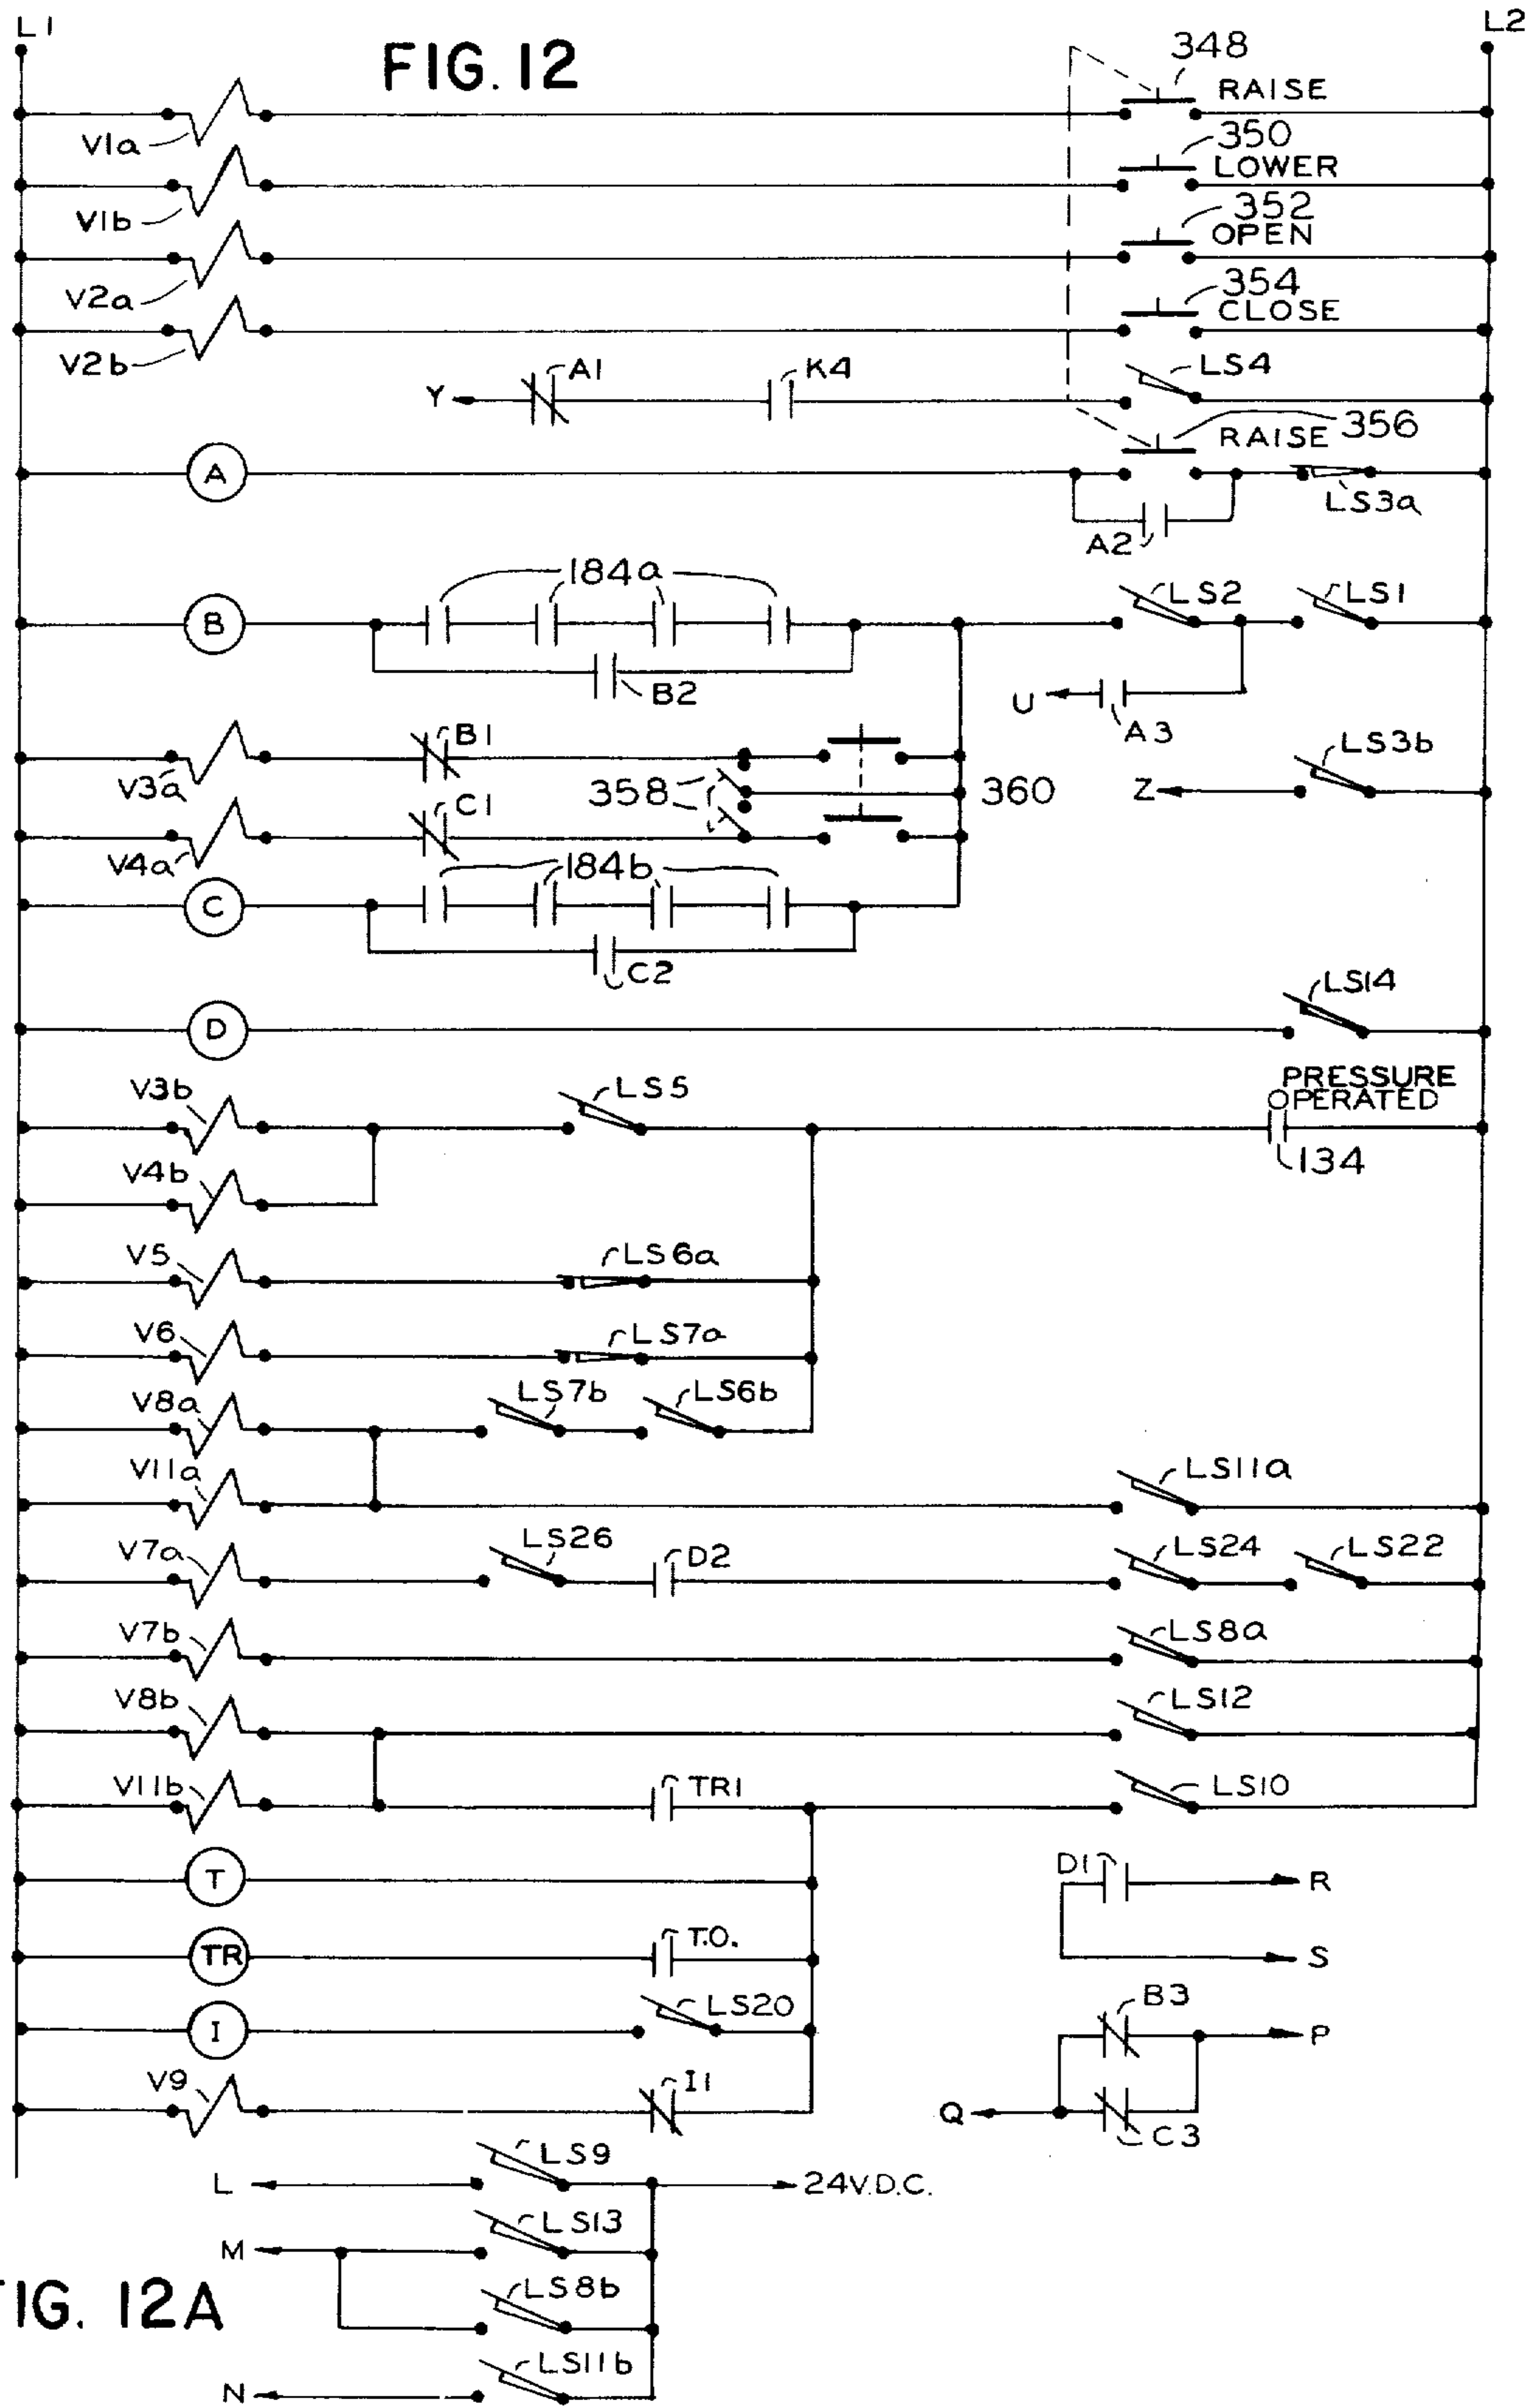 L1
L2
FIG. 12
348
RAISE
V1a
350
LOWER
V1b
352
OPEN
V2a
354
CLOSE
V2b
Y
A1
K4
LS4
RAISE 356
A
LS3a
A2
184a
B
LS2
LS1
B2
U
A3
V3a
B1
358
360
Z
LS3b
V4a
C1
184b
C
C2
D
LS14
V3b
LS5
PRESSURE
OPERATED
134
V4b
V5
LS6a
V6
LS7a
V8a
LS7b
LS6b
V11a
LS11a
V7a
LS26
D2
LS24
LS22
V7b
LS8a
V8b
LS12
V11b
TR1
LS10
T
D1
R
TR
T.O.
S
I
LS20
B3
P
V9
I1
Q
C3
L
LS9
24V.D.C.
M
LS13
LS8b
FIG. 12A
N
LS11b